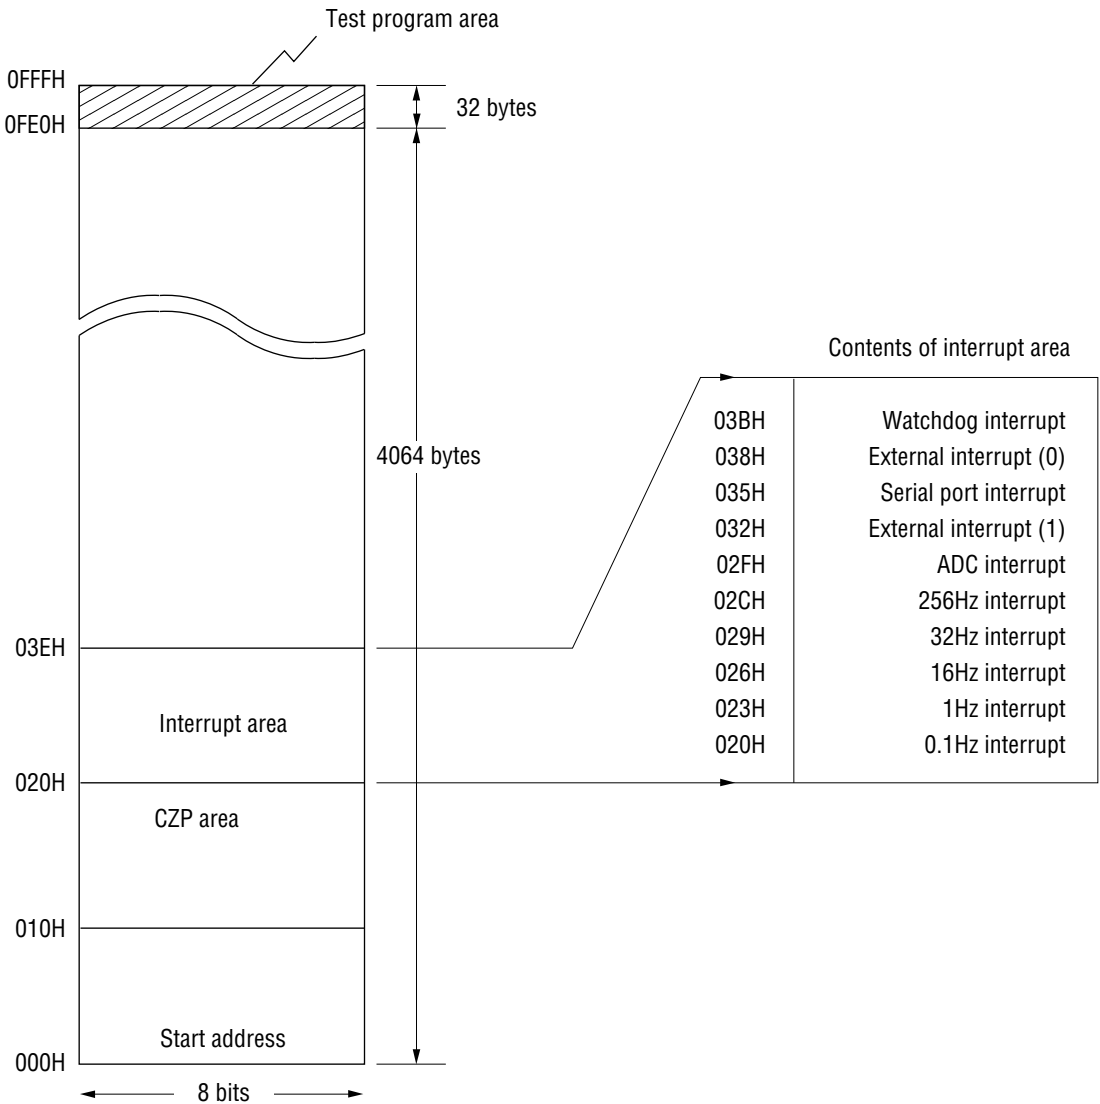 Test program area
0FFFH
32 bytes
0FE0H
Contents of interrupt area
03BH Watchdog interrupt
038H External interrupt (0)
4064 bytes
035H Serial port interrupt
032H External interrupt (1)
02FH ADC interrupt
02CH 256Hz interrupt
029H 32Hz interrupt
026H 16Hz interrupt
023H 1Hz interrupt
020H 0.1Hz interrupt
03EH
Interrupt area
020H
CZP area
010H
Start address
000H
8 bits